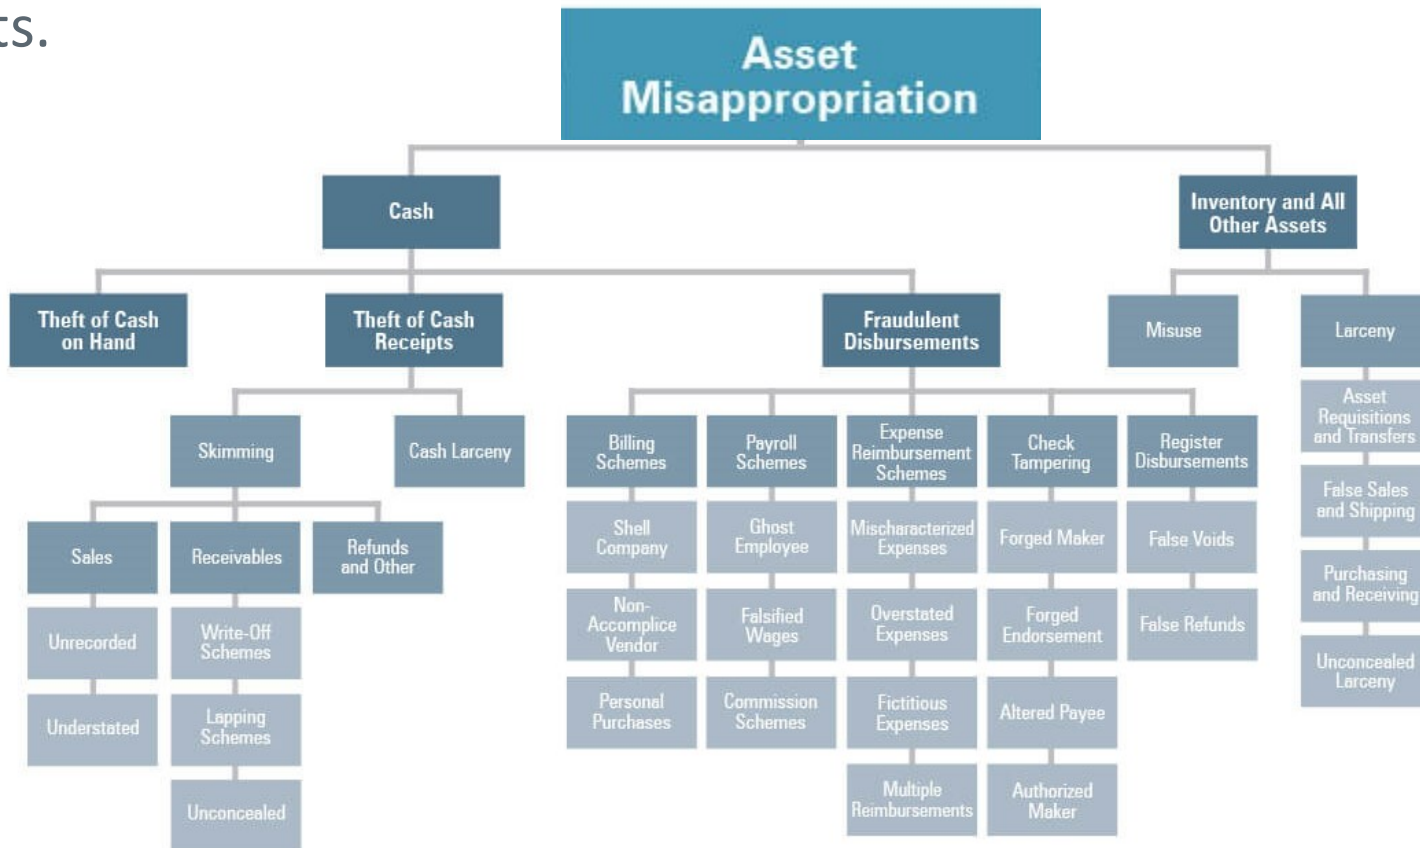 ts.
Asset
Misappropriation
Cash
Inventory and All
Other Assets
Theft of Cash
on Hand
Theft of Cash
Receipts
Fraudulent
Disbursements
Misuse
Larceny
Skimming
Cash Larceny
Billing
Schemes
Payroll
Schemes
Expense
Reimbursement
Schemes
Check
Tampering
Register
Disbursements
Asset
Requisitions
and Transfers
False Sales
and Shipping
Purchasing
and Receiving
Unconcealed
Larceny
Sales
Receivables
Refunds
and Other
Unrecorded
Understated
Write-Off
Schemes
Lapping
Schemes
Unconcealed
Shell
Company
Non-
Accomplice
Vendor
Personal
Purchases
Ghost
Employee
Falsified
Wages
Commission
Schemes
Mischaracterized
Expenses
Overstated
Expenses
Fictitious
Expenses
Multiple
Reimbursements
Forged Maker
Forged
Endorsement
Altered Payee
Authorized
Maker
False Voids
False Refunds